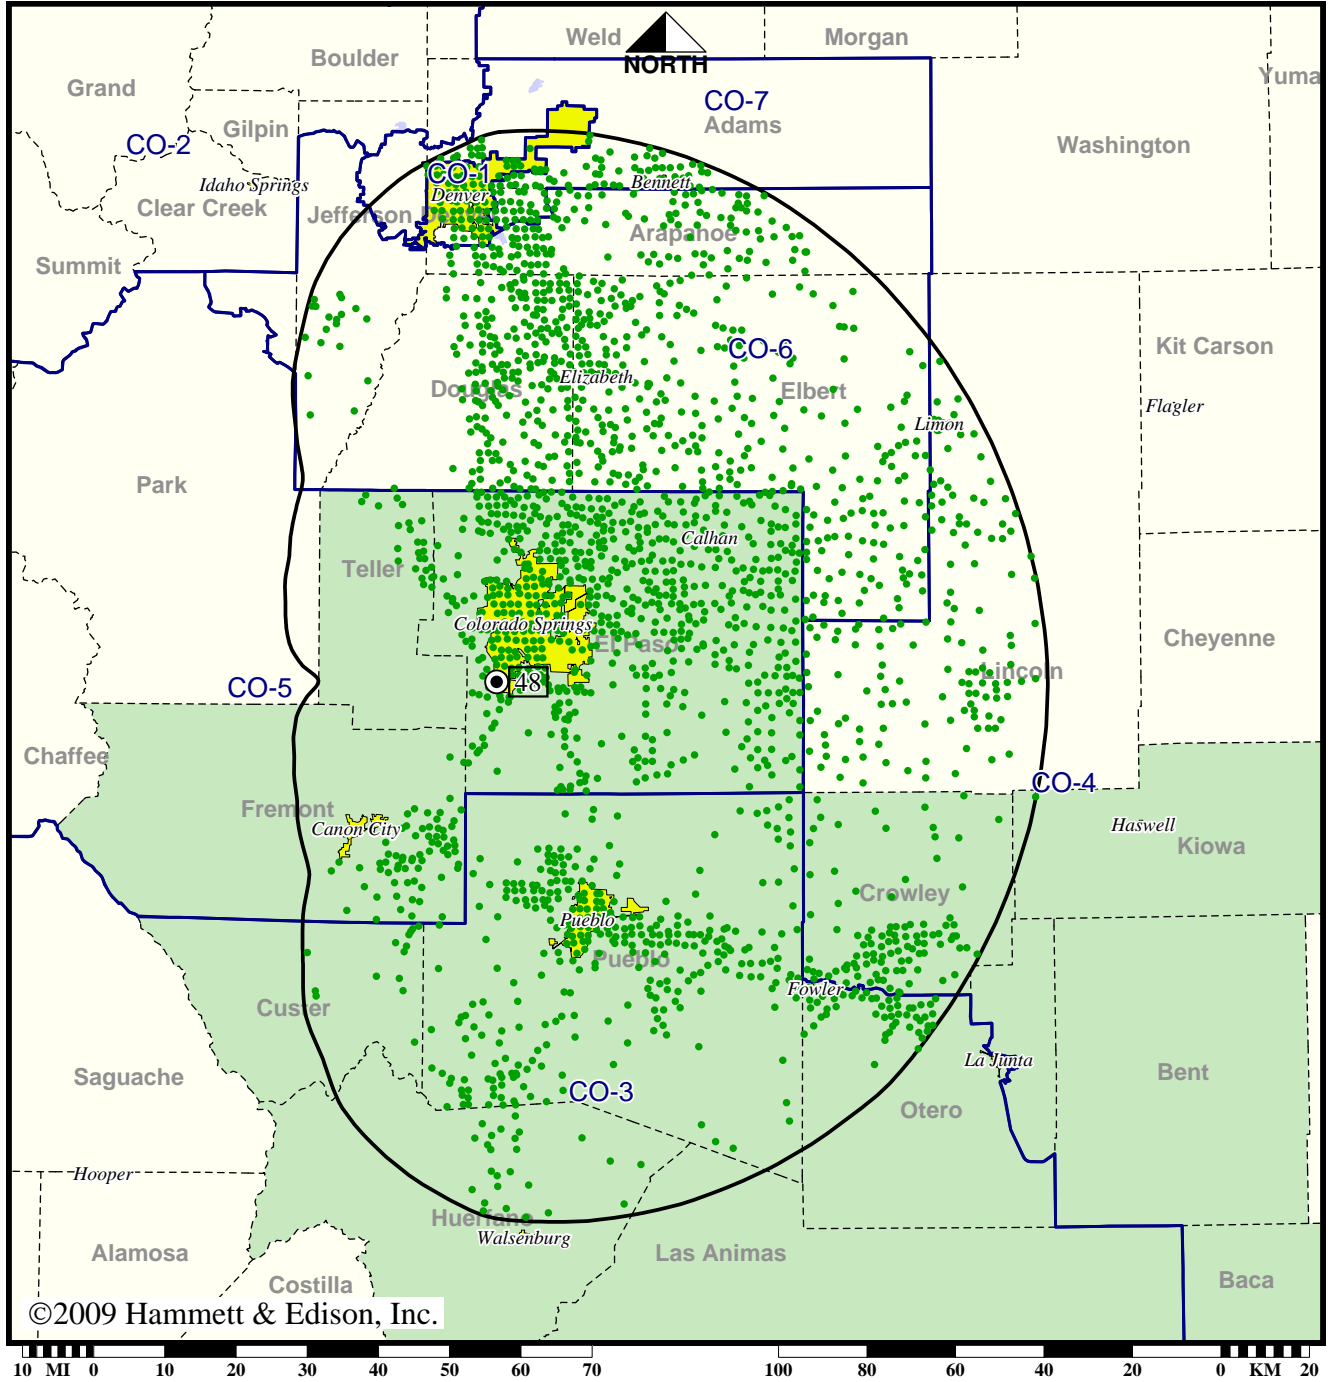 Weld
Morgan
Boulder
NORTH
Yuma
Grand
CO-7
Adams
Gilpin
CO-2
Washington
CO-1
Idaho Springs
Bennett
Denver
Clear Creek
Jefferson
Denver
Arapahoe
Summit
Kit Carson
CO-6
Elizabeth
Douglas
Elbert
Flagler
Limon
Park
Calhan
Teller
Colorado Springs
El Paso
Cheyenne
Lincoln
48
CO-5
Chaffee
CO-4
Fremont
Canon City
Haswell
Kiowa
Crowley
Pueblo
Pueblo
Fowler
Custer
La Junta
Saguache
Bent
CO-3
Otero
Hooper
Huerfano
Walsenburg
Alamosa
Las Animas
Costilla
Baca
©2009 Hammett & Edison, Inc.
10 MI 0 10 20 30 40 50 60 70 100 80 60 40 20 0 KM 20